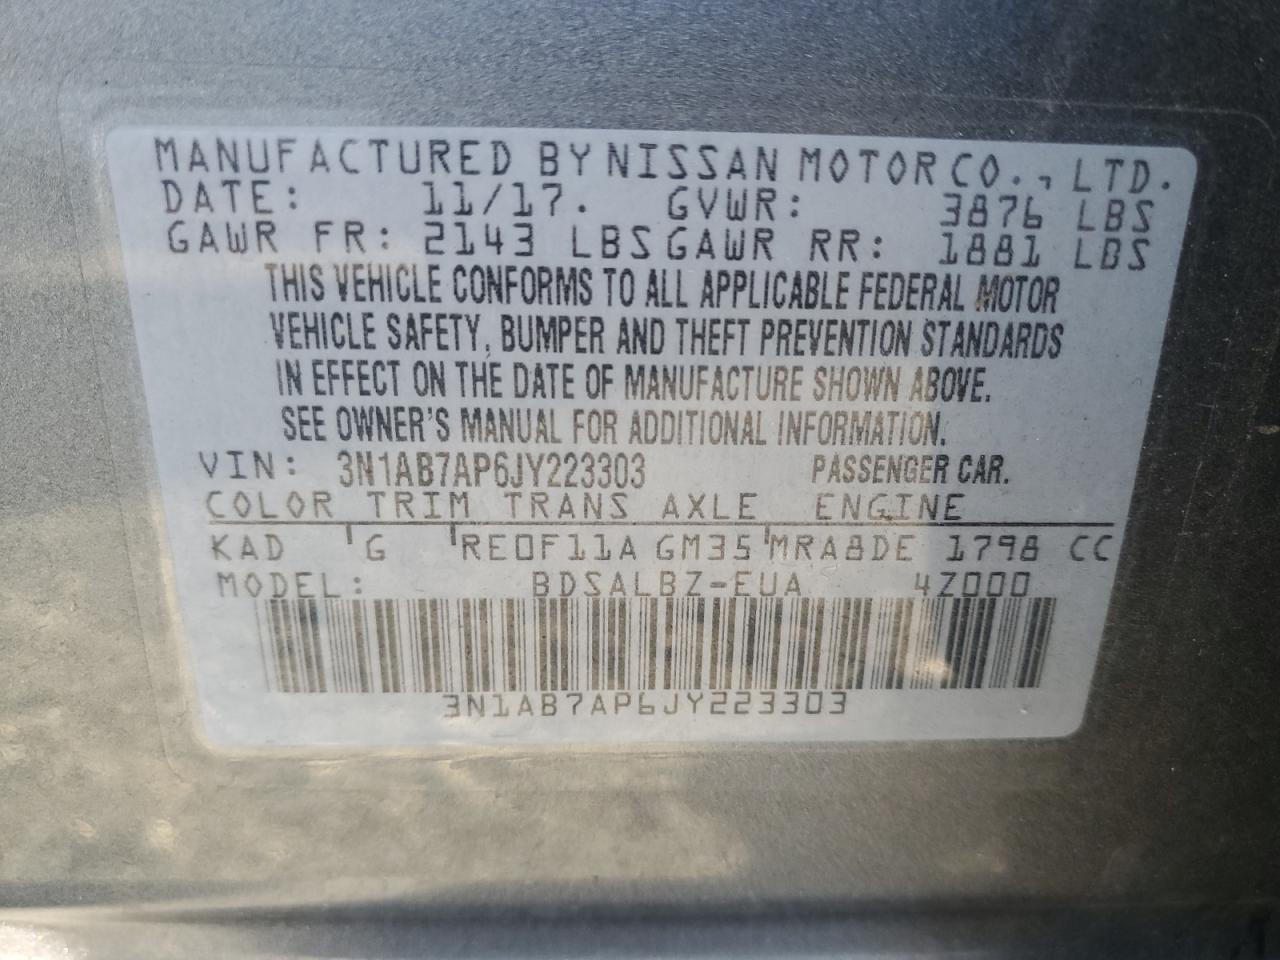 MANUFACTURED BY NISSAN MOTOR CO., LTD.
DATE: 11/17. GVWR: 3876 LBS
GAWR FR: 2143 LBS GAWR RR: 1881 LBS
THIS VEHICLE CONFORMS TO ALL APPLICABLE FEDERAL MOTOR
VEHICLE SAFETY, BUMPER AND THEFT PREVENTION STANDARDS
IN EFFECT ON THE DATE OF MANUFACTURE SHOWN ABOVE.
SEE OWNER'S MANUAL FOR ADDITIONAL INFORMATION.
VIN: 3N1AB7AP6JY223303 PASSENGER CAR.
COLOR TRIM TRANS AXLE ENGINE
KAD G RE0F11A GM35 MRA8DE 1798 CC
MODEL: BDSALBZ-EUA 4Z000
3N1AB7AP6JY223303